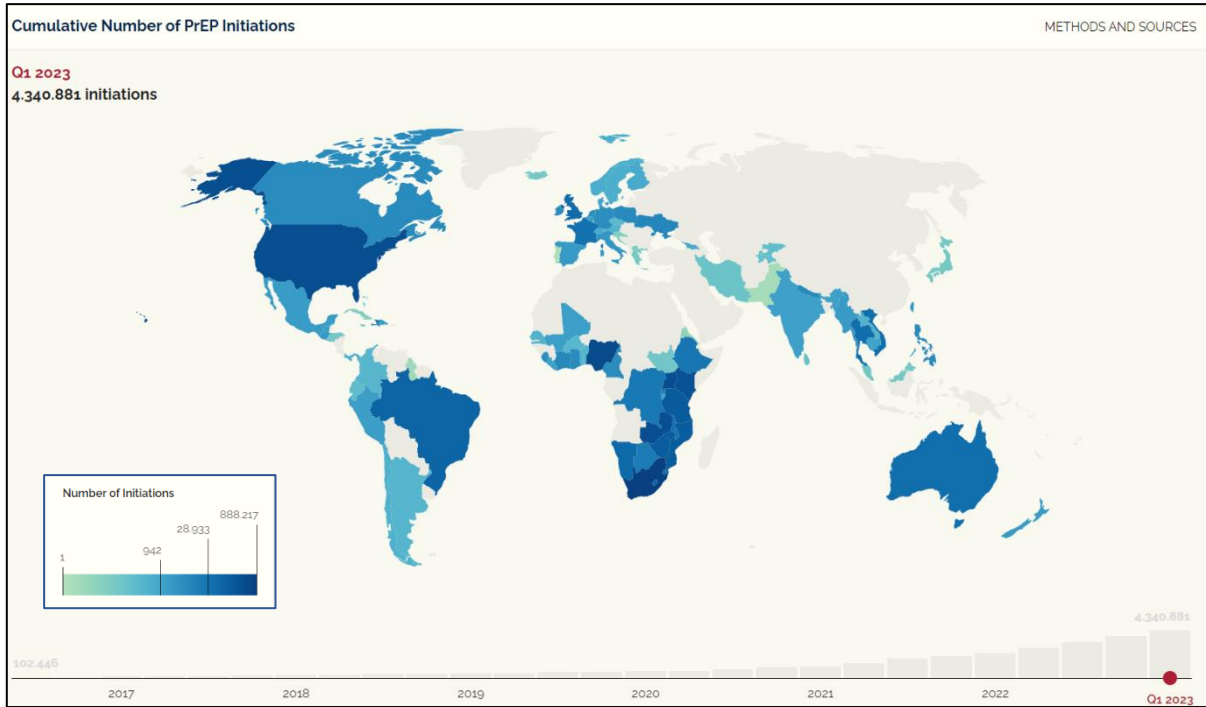 Cumulative Number of PrEP Initiations
METHODS AND SOURCES
Q1 2023
4.340.881 initiations
Number of Initiations
888.217
28.933
942
1
4.340.881
102.446
2017 2018 2019 2020 2021 2022
Q1 2023